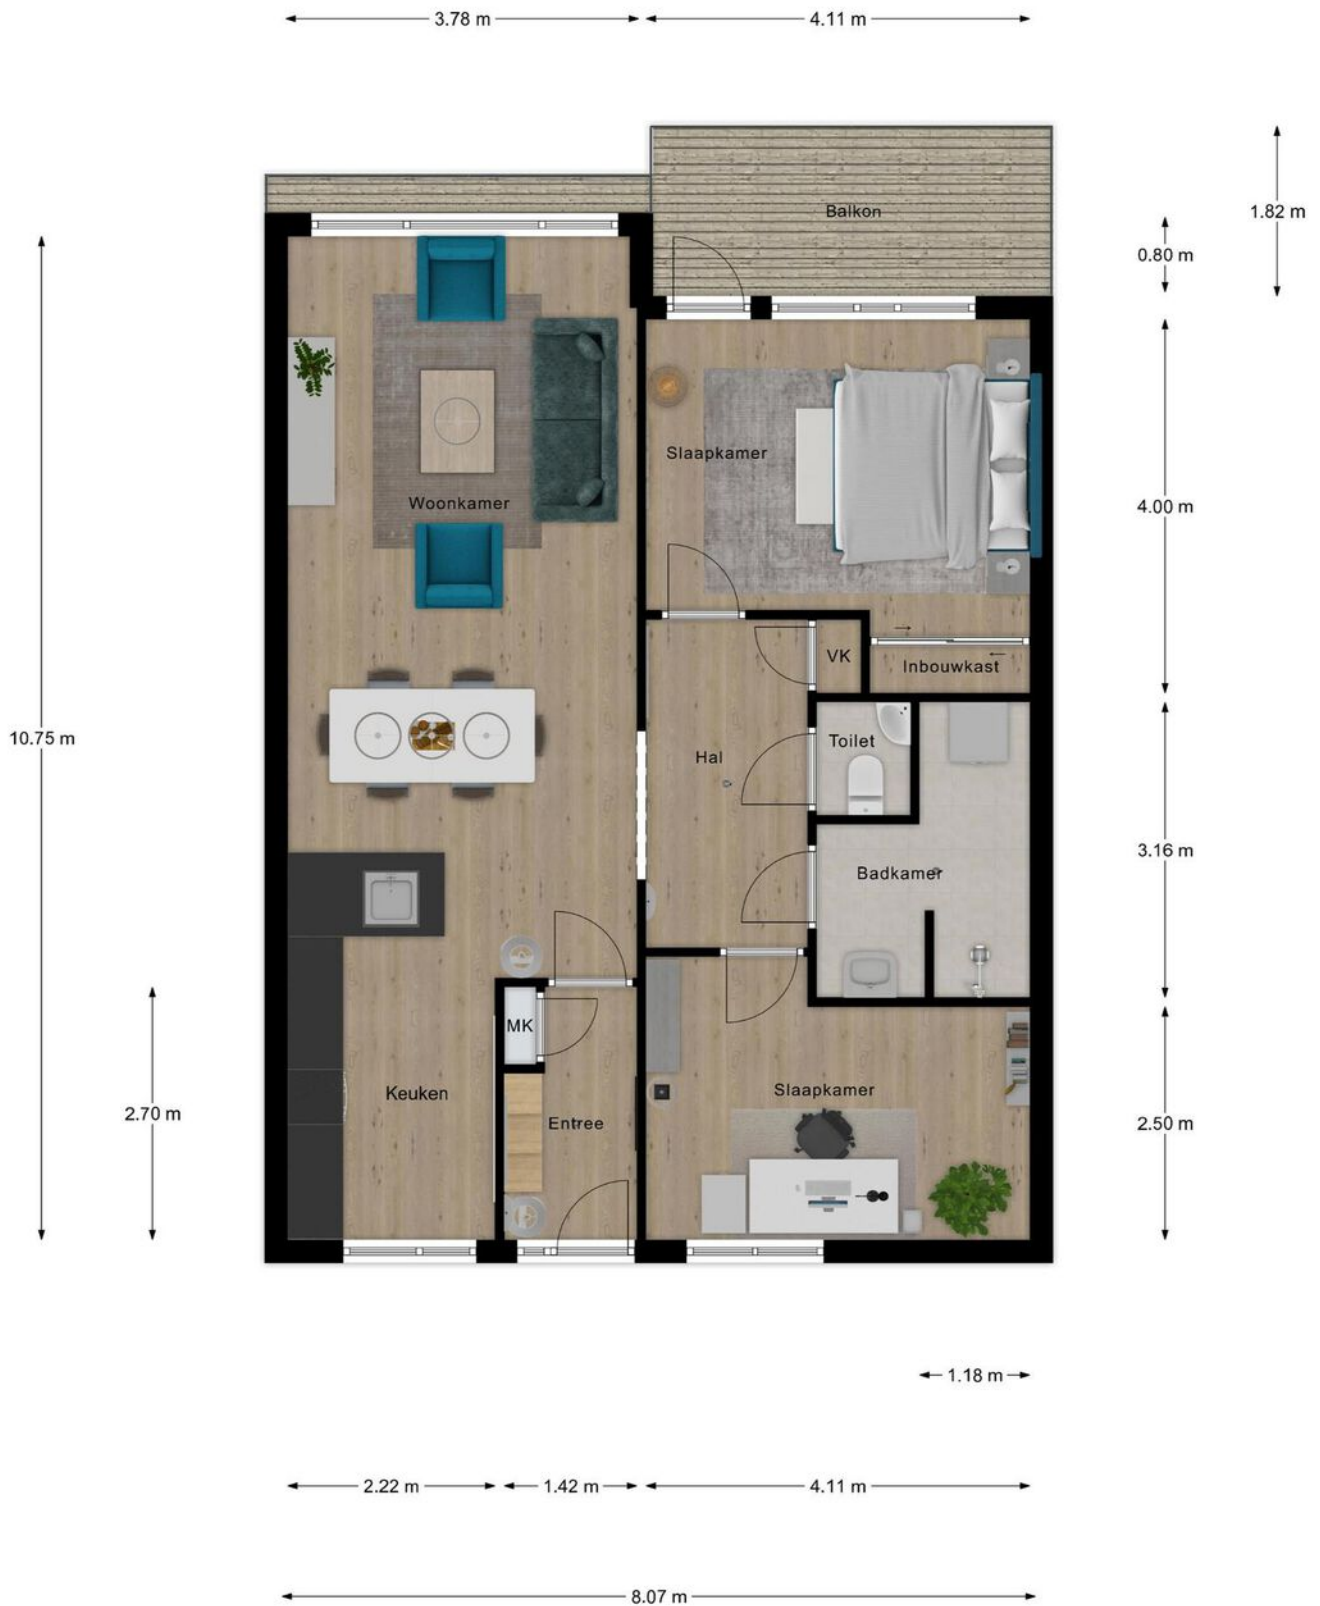 3.78 m
4.11 m
Balkon
1.82 m
0.80 m
Slaapkamer
Woonkamer
4.00 m
VK
Inbouwkast
10.75 m
Toilet
Hal
3.16 m
Badkamer
MK
Keuken
Slaapkamer
2.70 m
Entree
2.50 m
1.18 m
2.22 m
1.42 m
4.11 m
8.07 m